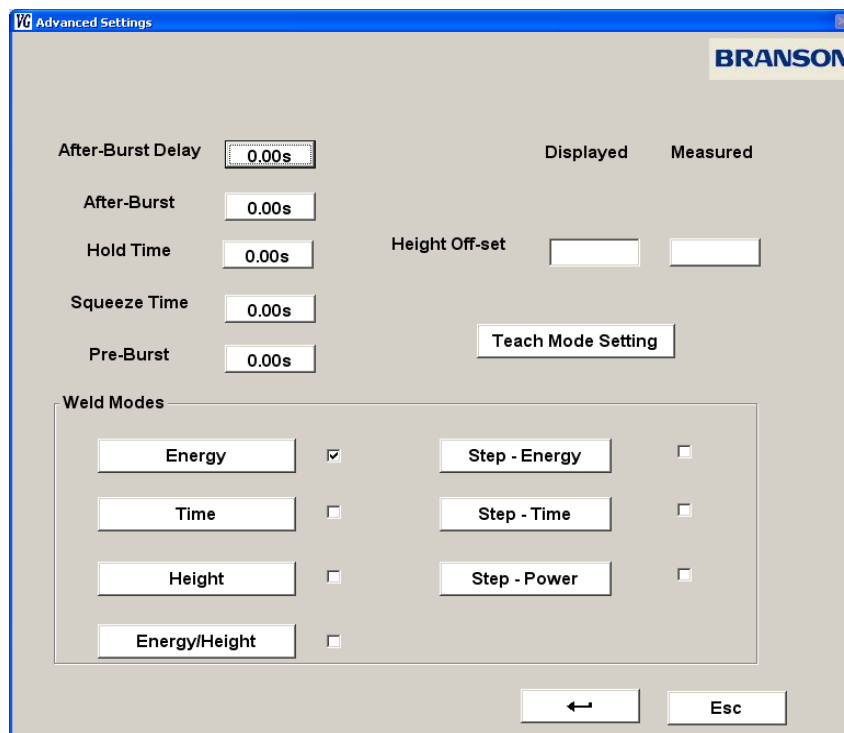 VG Advanced Settings
BRANSON
After-Burst Delay 0.00s Displayed Measured
After-Burst 0.00s
Hold Time 0.00s Height Off-set
Squeeze Time 0.00s
Teach Mode Setting
Pre-Burst 0.00s
Weld Modes
Energy Step - Energy
Time Step - Time
Height Step - Power
Energy/Height
Esc